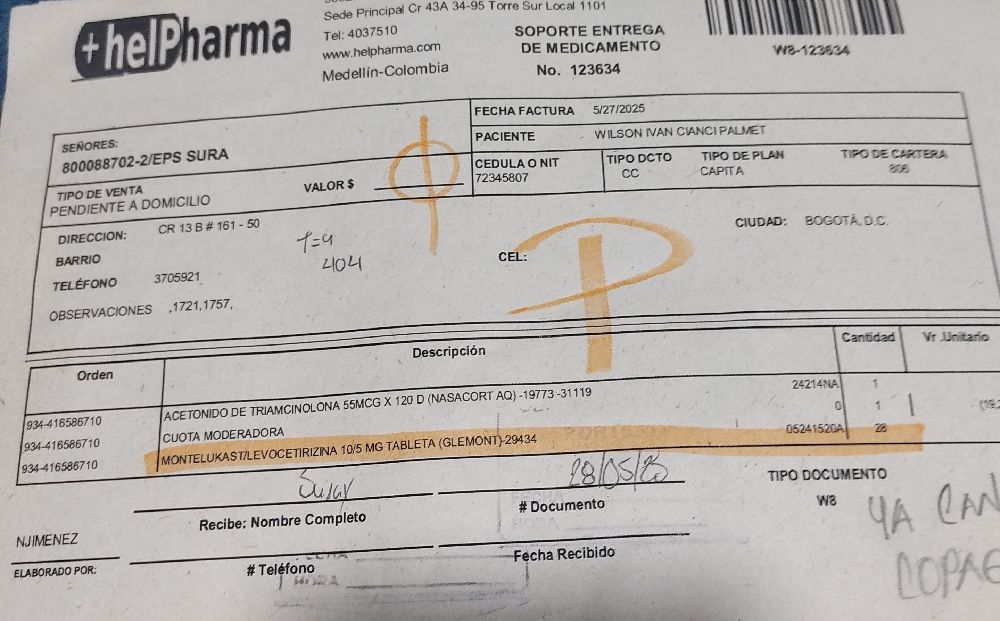 +helPharma
Sede Principal Cr 43A 34-95 Torre Sur Local 1101
Tel: 4037510
www.helpharma.com
Medellín-Colombia
SOPORTE ENTREGA
DE MEDICAMENTO
No. 123634
W8-123634
SEÑORES:
800088702-2/EPS SURA
FECHA FACTURA 5/27/2025
PACIENTE WILSON IVAN CIANCI PALMET
CEDULA O NIT
72345807
TIPO DCTO
CC
TIPO DE PLAN
CAPITA
TIPO DE CARTERA
806
TIPO DE VENTA
PENDIENTE A DOMICILIO
VALOR $
DIRECCION: CR 13 B # 161 - 50
BARRIO
TELÉFONO 3705921
OBSERVACIONES ,1721,1757,
404
CEL:
P
CIUDAD: BOGOTÁ, D.C.
Orden Descripción Cantidad Vr .Unitario
934-416586710 ACETONIDO DE TRIAMCINOLONA 55MCG X 120 D (NASACORT AQ) -19773 -31119 24214NA 1
934-416586710 CUOTA MODERADORA 0 1
934-416586710 MONTELUKAST/LEVOCETIRIZINA 10/5 MG TABLETA (GLEMONT)-29434 05241520A 28
28/05/25
Recibe: Nombre Completo
# Documento
TIPO DOCUMENTO
W8
YA CAN
COPAG
NJIMENEZ
ELABORADO POR:
# Teléfono
Fecha Recibido
HORA